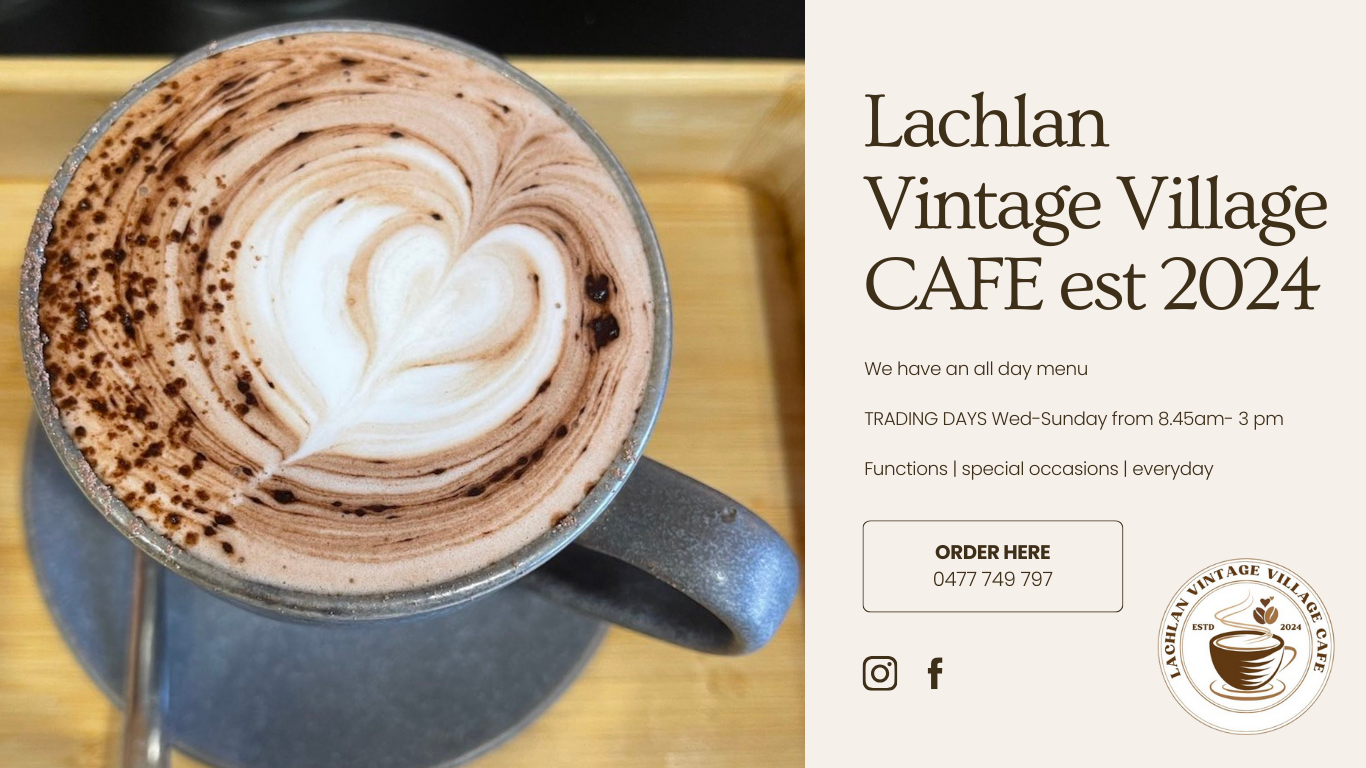 Lachlan
Vintage Village
CAFE est 2024
We have an all day menu
TRADING DAYS Wed-Sunday from 8.45am- 3 pm
Functions | special occasions | everyday
ORDER HERE
0477 749 797
LACHLAN VINTAGE VILLAGE CAFE
ESTD 2024